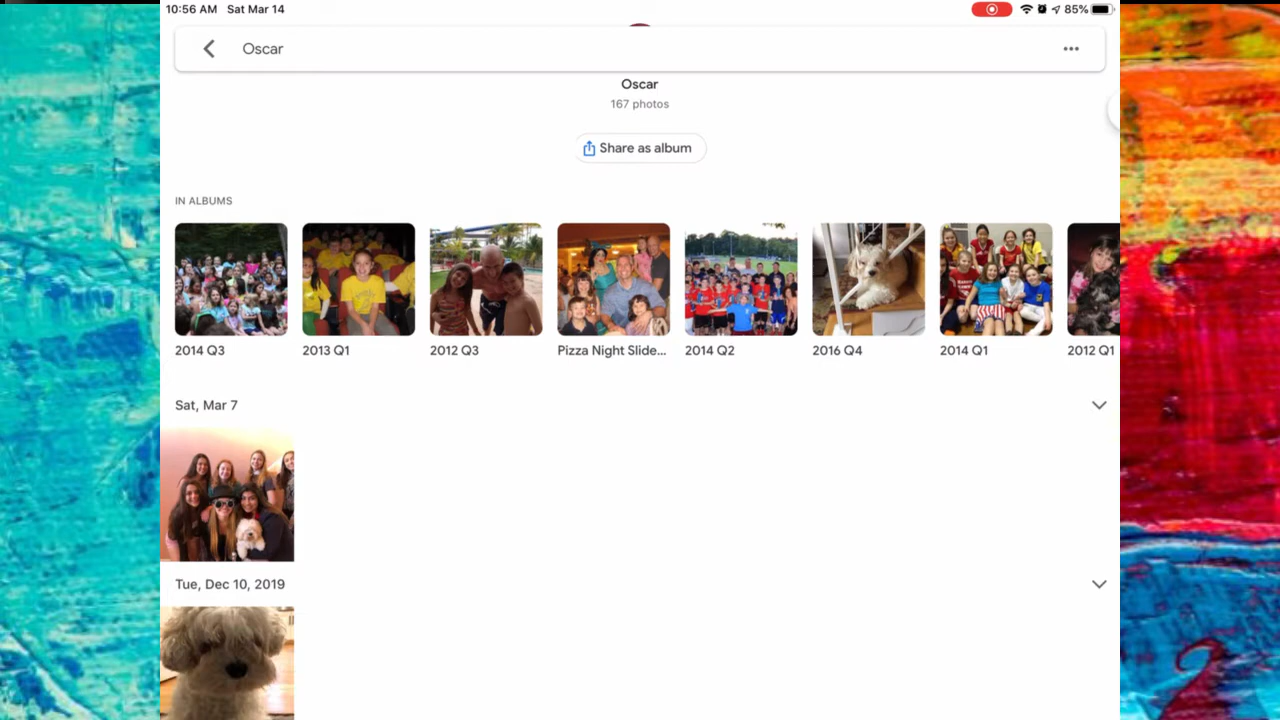 10:56 AM Sat Mar 14
85%
Oscar
Oscar
167 photos
Share as album
IN ALBUMS
2014 Q3
2013 Q1
2012 Q3
Pizza Night Slide...
2014 Q2
2016 Q4
2014 Q1
2012 Q1
Sat, Mar 7
Tue, Dec 10, 2019